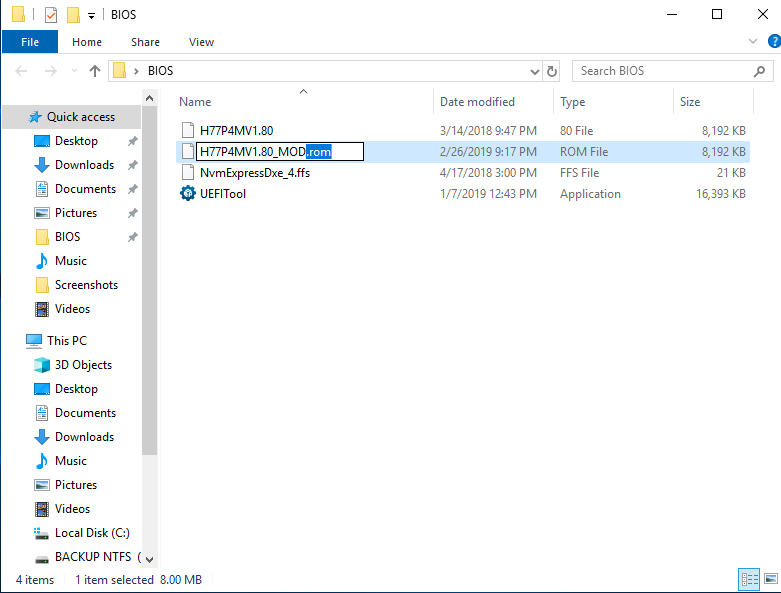 BIOS
File Home Share View
BIOS Search BIOS
Name Date modified Type Size
Quick access
Desktop
Downloads
Documents
Pictures
BIOS
Music
Screenshots
Videos
This PC
3D Objects
Desktop
Documents
Downloads
Music
Pictures
Videos
Local Disk (C:)
BACKUP NTFS (
H77P4MV1.80 3/14/2018 9:47 PM 80 File 8,192 KB
H77P4MV1.80_MOD.rom 2/26/2019 9:17 PM ROM File 8,192 KB
NvmExpressDxe_4.ffs 4/17/2018 3:00 PM FFS File 21 KB
UEFITool 1/7/2019 12:43 PM Application 16,393 KB
4 items 1 item selected 8.00 MB